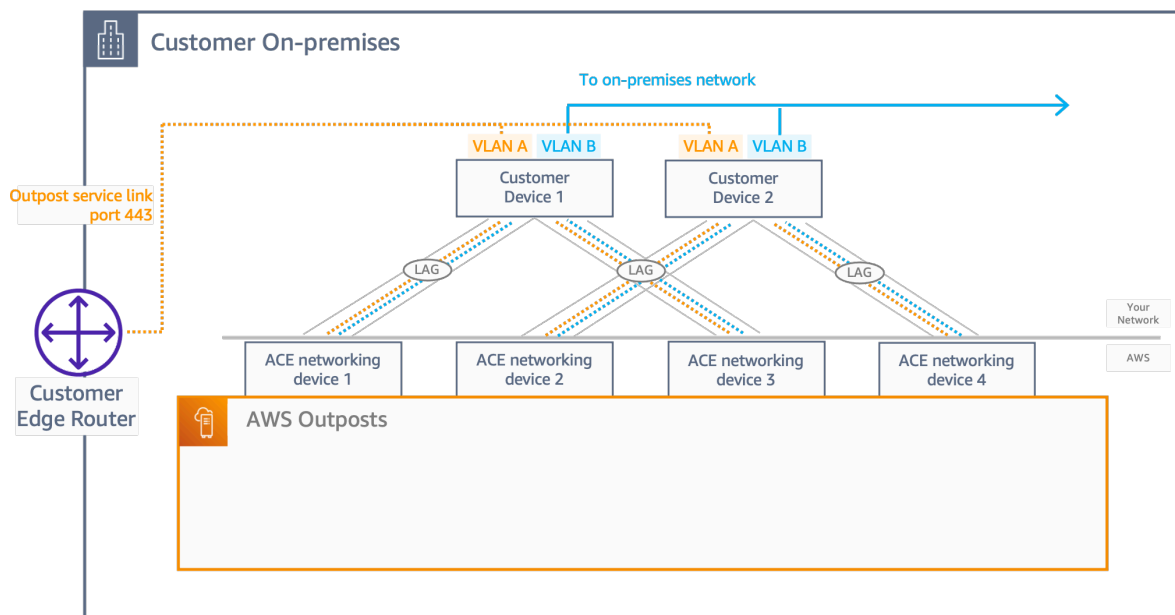 Customer On-premises
To on-premises network
VLAN A
VLAN B
VLAN A
VLAN B
Customer
Device 1
Customer
Device 2
Outpost service link
port 443
LAG
LAG
LAG
Your
Network
AWS
Customer
Edge Router
ACE networking
device 1
ACE networking
device 2
ACE networking
device 3
ACE networking
device 4
AWS Outposts